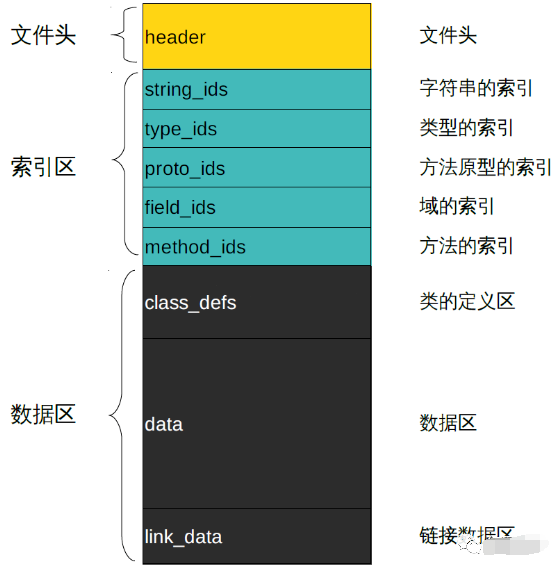 文件头
header
文件头
string_ids
字符串的索引
type_ids
类型的索引
索引区
proto_ids
方法原型的索引
field_ids
域的索引
method_ids
方法的索引
class_defs
类的定义区
数据区
data
数据区
link_data
链接数据区